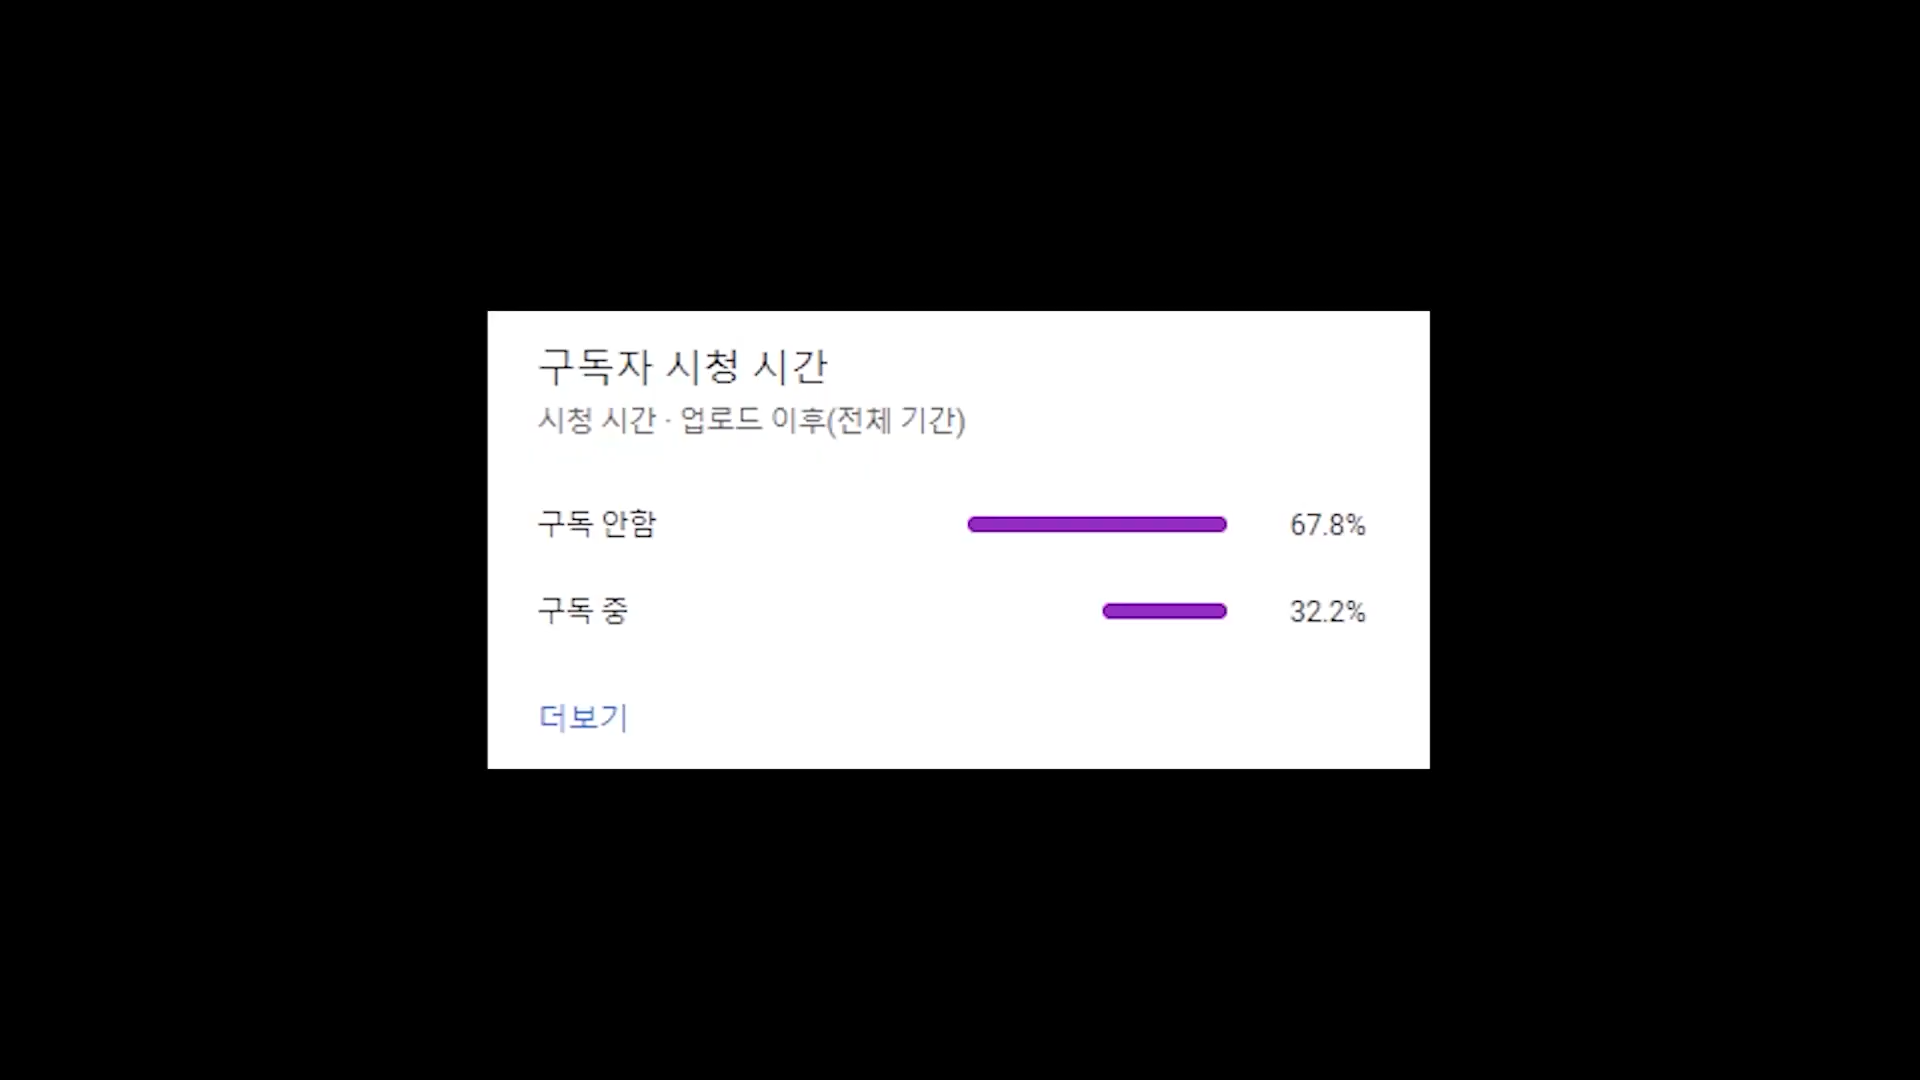 구독자 시청 시간
시청 시간 · 업로드 이후(전체 기간)
구독 안함 67.8%
구독 중 32.2%
더보기